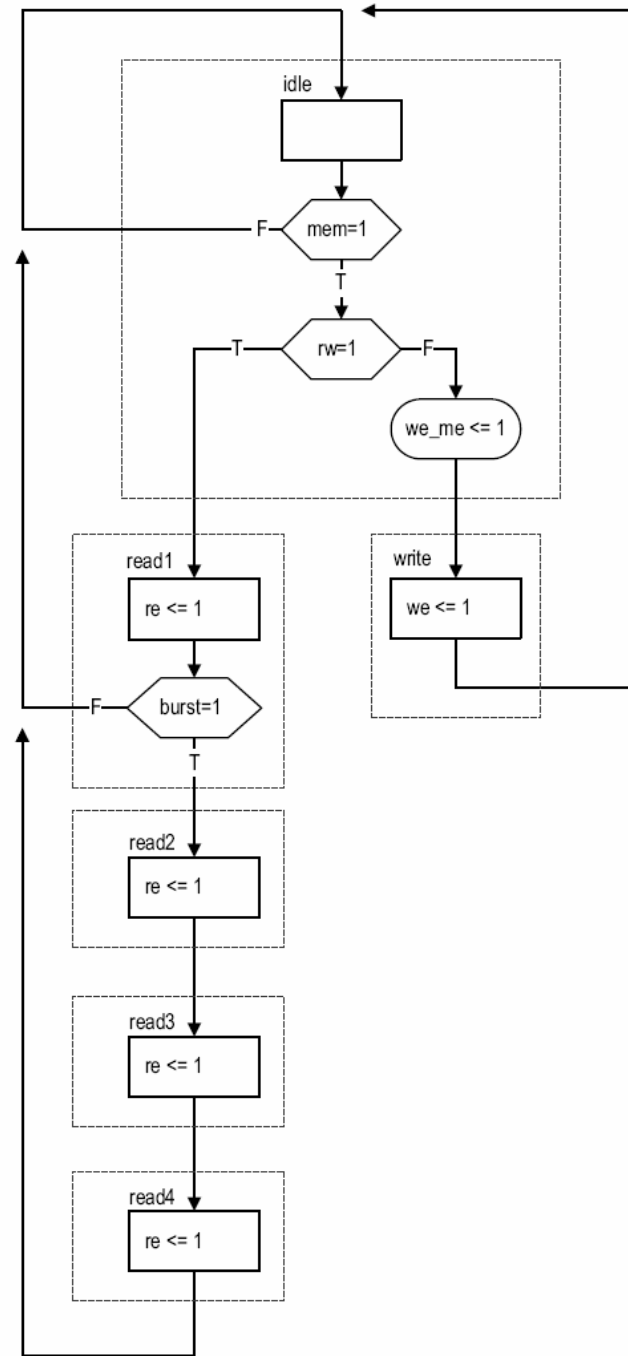 idle
F
mem=1
T
T
rw=1
F
we_me <= 1
read1
re <= 1
write
we <= 1
F
burst=1
T
read2
re <= 1
read3
re <= 1
read4
re <= 1